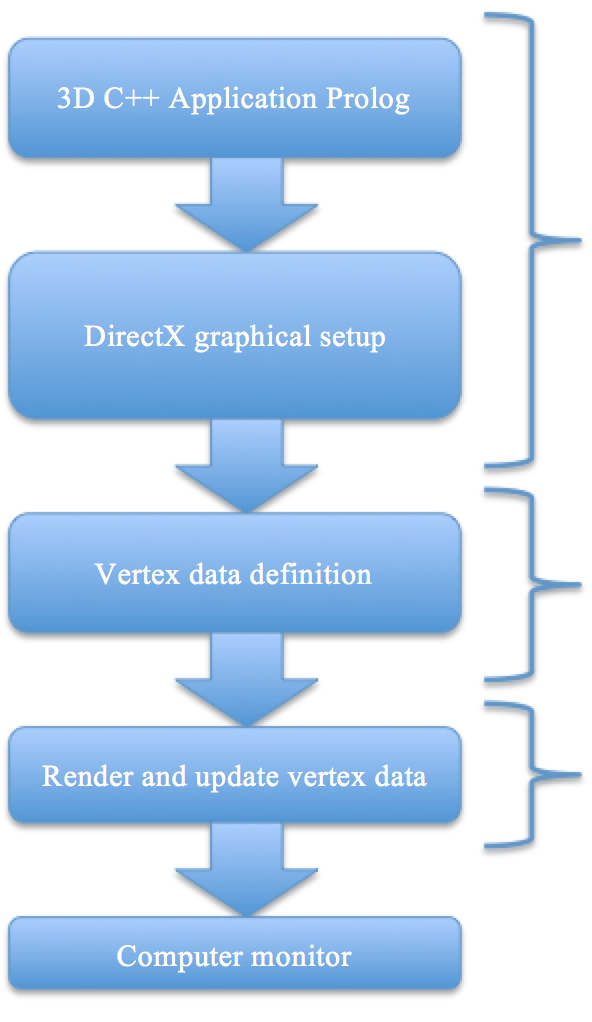 3D C++ Application Prolog
DirectX graphical setup
Vertex data definition
Render and update vertex data
Computer monitor